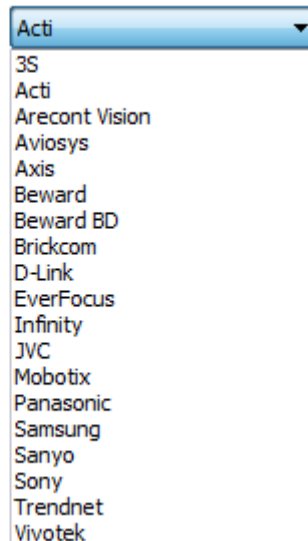 Acti
3S
Acti
Arecont Vision
Aviosys
Axis
Beward
Beward BD
Brickcom
D-Link
EverFocus
Infinity
JVC
Mobotix
Panasonic
Samsung
Sanyo
Sony
Trendnet
Vivotek